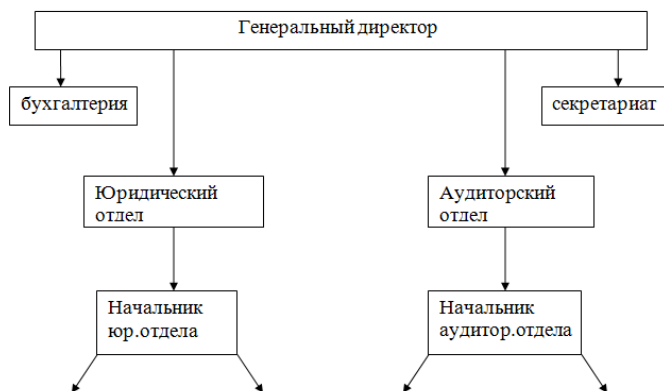 Генеральный директор
бухгалтерия
секретариат
Юридический
отдел
Аудиторский
отдел
Начальник
юр.отдела
Начальник
аудитор.отдела